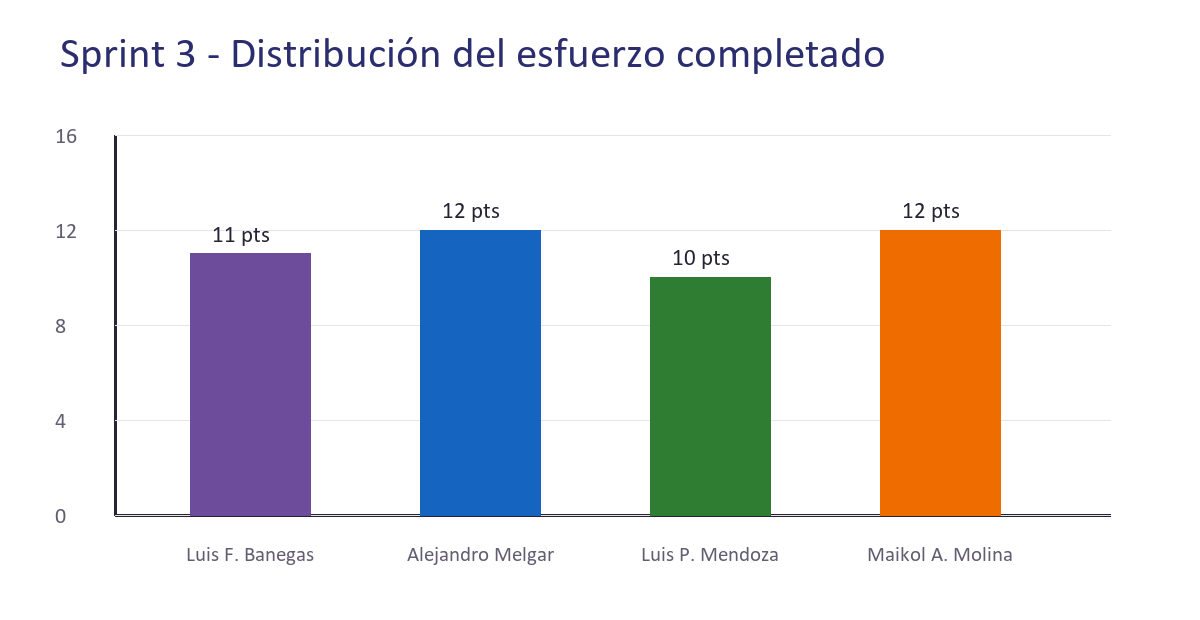 Sprint 3 - Distribución del esfuerzo completado
16
12 pts
12 pts
12
11 pts
10 pts
8
4
0
Luis F. Banegas
Alejandro Melgar
Luis P. Mendoza
Maikol A. Molina